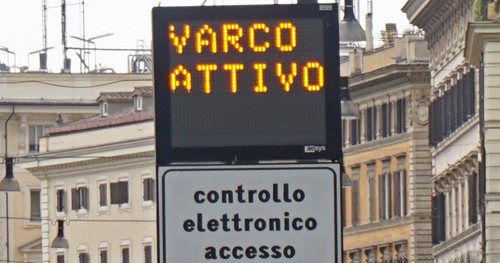 VARCO
ATTIVO
controllo
elettronico
accesso